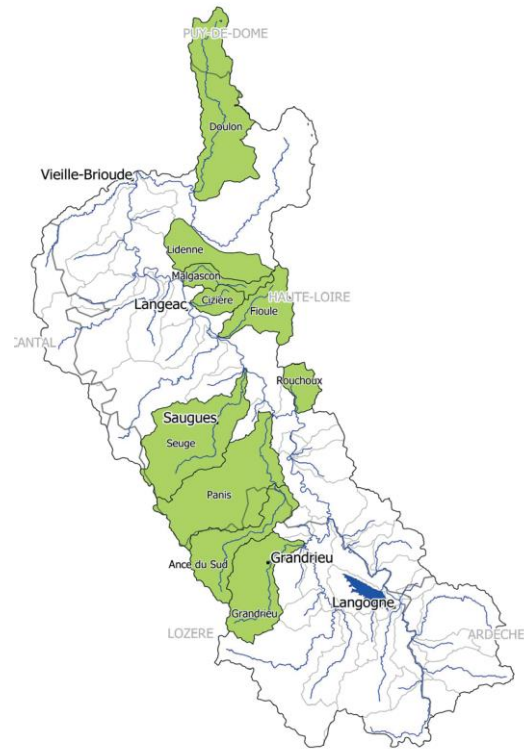 PUY-DE-DOME
Doulon
Vieille-Brioude
Lidenne
Malgascon
Cizière
HAUTE-LOIRE
Langeac
Fioule
CANTAL
Rouchoux
Saugues
Seuge
Panis
Grandrieu
Ance du Sud
Langogne
Grandrieu
LOZERE
ARDECHE